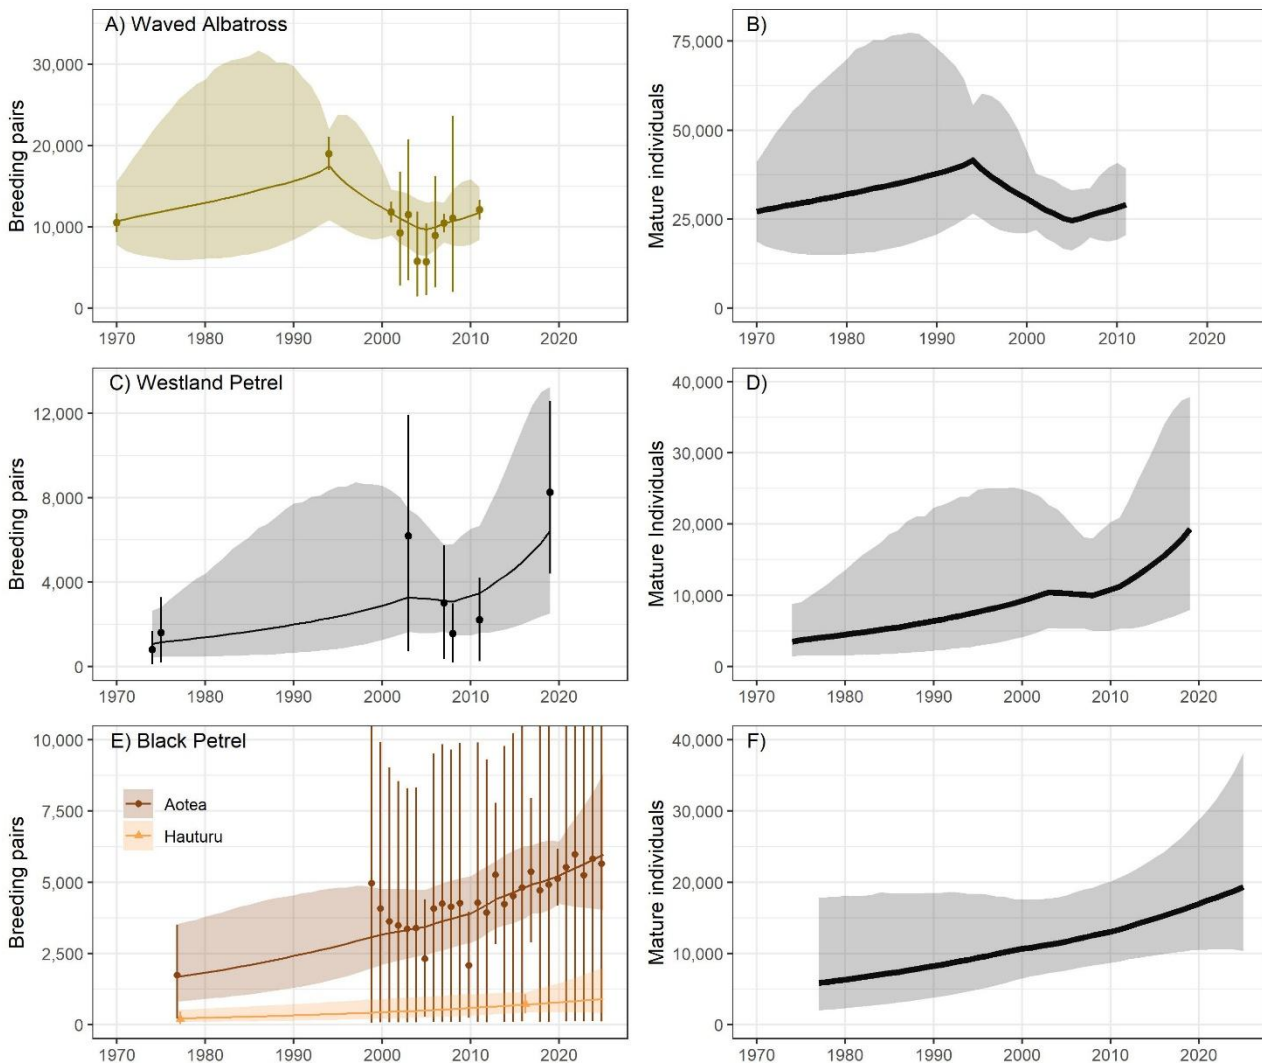 A) Waved Albatross
Breeding pairs
30,000
20,000
10,000
0
1970 1980 1990 2000 2010 2020
B)
Mature individuals
75,000
50,000
25,000
0
1970 1980 1990 2000 2010 2020
C) Westland Petrel
Breeding pairs
12,000
8,000
4,000
0
1970 1980 1990 2000 2010 2020
D)
Mature Individuals
40,000
30,000
20,000
10,000
0
1970 1980 1990 2000 2010 2020
E) Black Petrel
Breeding pairs
10,000
7,500
5,000
2,500
0
Aotea
Hauturu
1970 1980 1990 2000 2010 2020
F)
Mature individuals
40,000
30,000
20,000
10,000
0
1970 1980 1990 2000 2010 2020